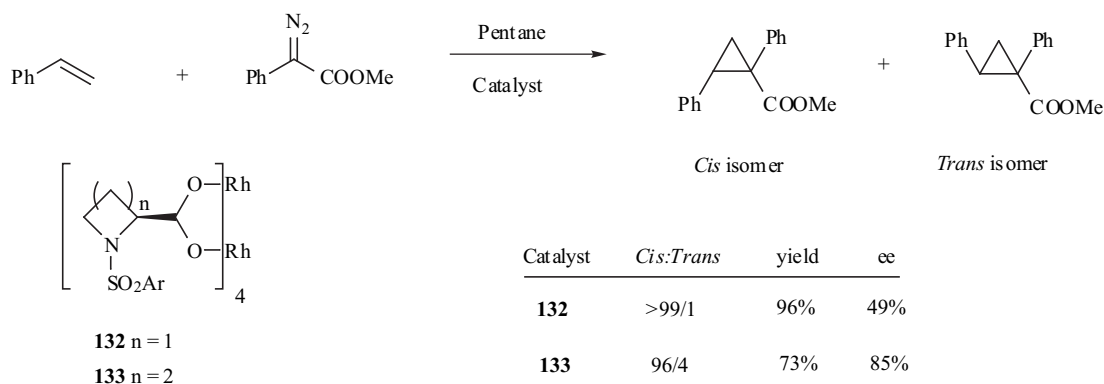 N2
Ph
+
Ph
COOMe
Pentane
Catalyst
Ph
Ph
COOMe
Cis isomer
+
Ph
Ph
COOMe
Trans isomer
n
O
Rh
O
Rh
N
SO2Ar
4
132 n = 1
133 n = 2
Catalyst Cis:Trans yield ee
132 >99/1 96% 49%
133 96/4 73% 85%